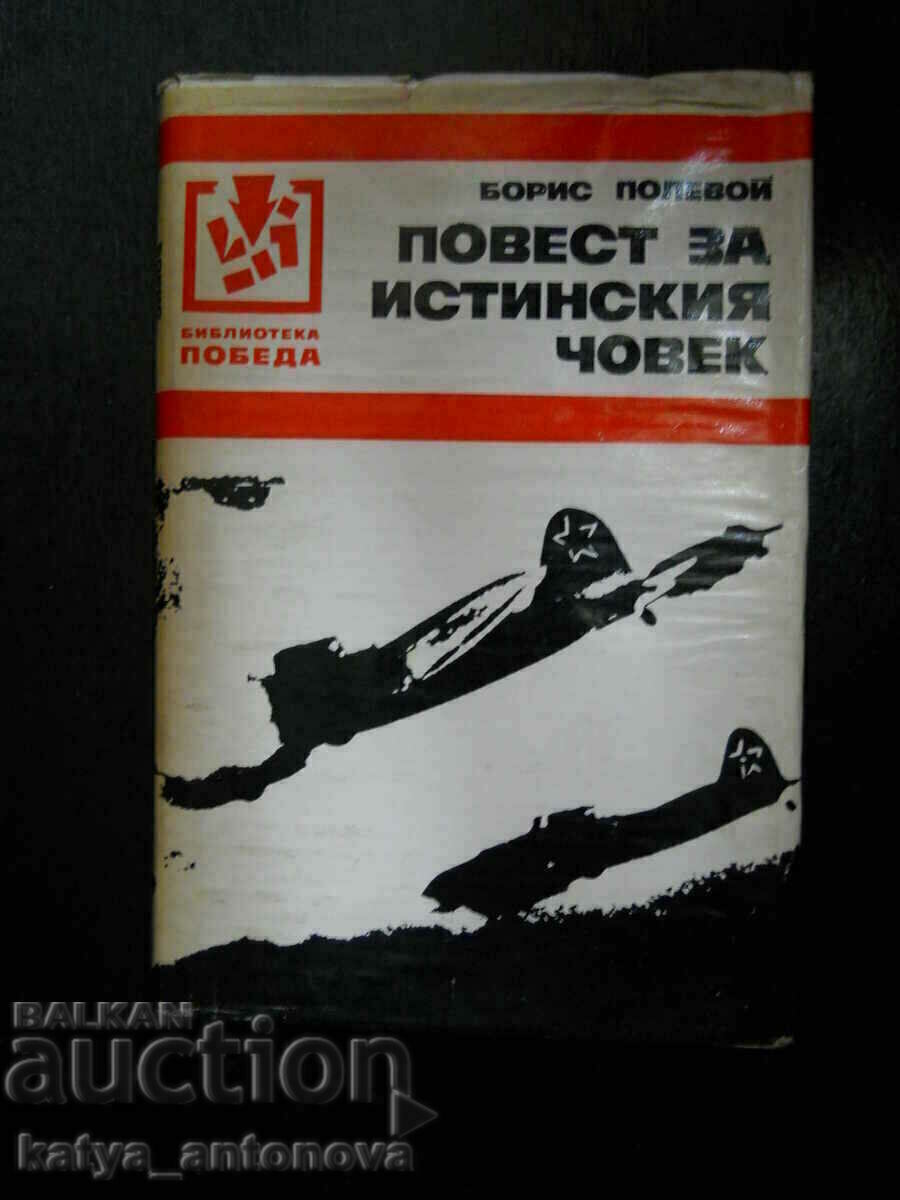 БОРИС ПОЛЕВОЙ
ПОВЕСТ ЗА
ИСТИНСКИЯ
ЧОВЕК
БИБЛИОТЕКА
ПОБЕДА
BALKAN
auction
katya_antonova